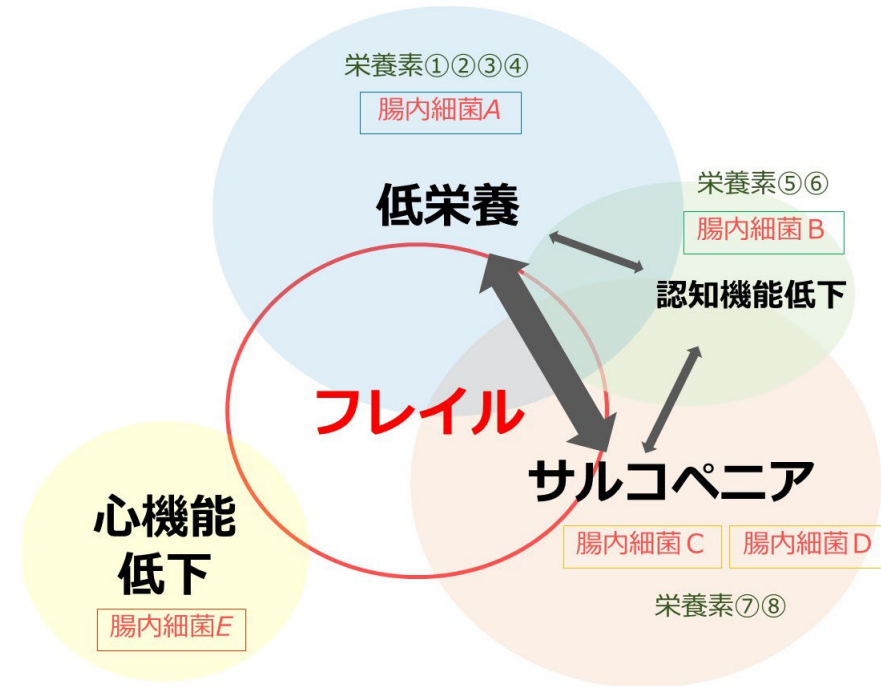 栄養素①②③④
腸内細菌A
低栄養
栄養素⑤⑥
腸内細菌B
認知機能低下
フレイル
サルコペニア
腸内細菌C
腸内細菌D
栄養素⑦⑧
心機能
低下
腸内細菌E